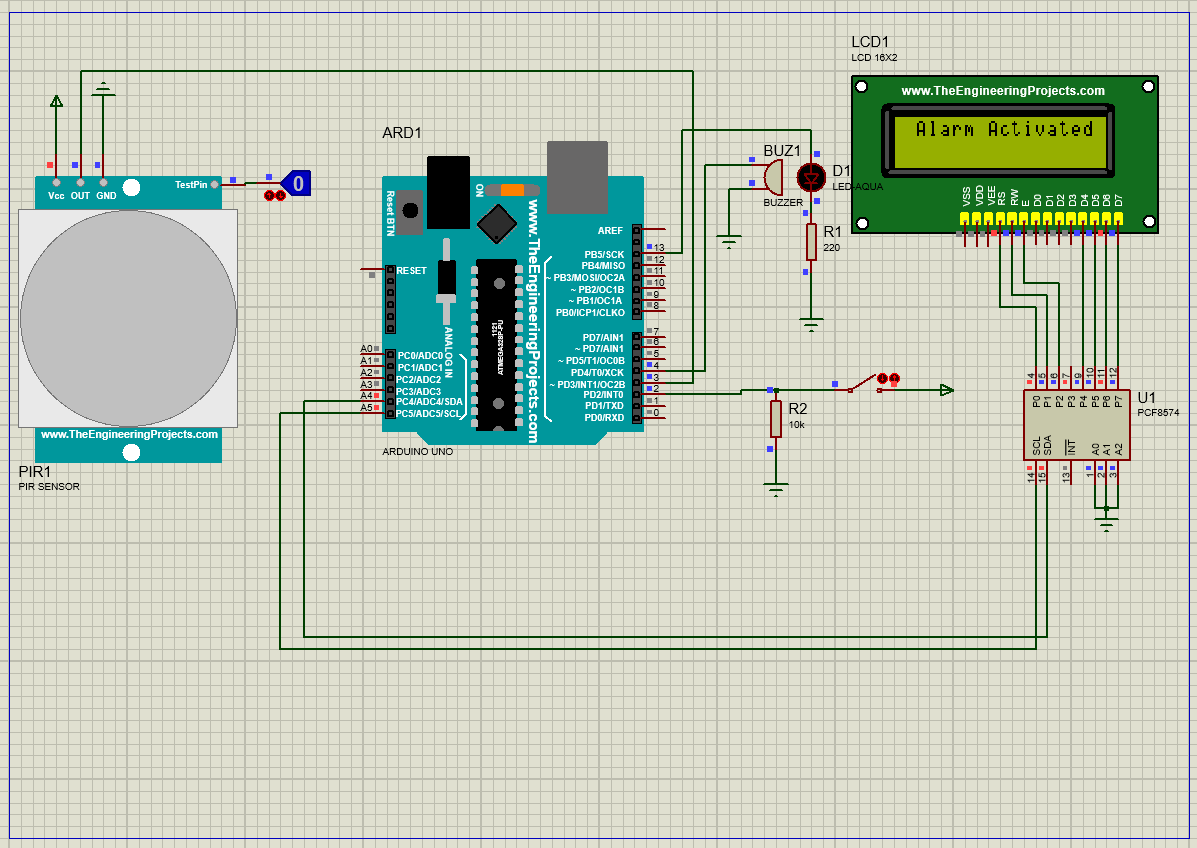 LCD1
LCD 16X2
www.TheEngineeringProjects.com
Alarm Activated
VSS
VDD
VEE
RS
RW
E
D0
D1
D2
D3
D4
D5
D6
D7
Vcc OUT GND
TestPin
0
www.TheEngineeringProjects.com
PIR1
PIR SENSOR
ARD1
Reset BTN
ON
www.TheEngineeringProjects.com
1121
ATMEGA328P-PU
ANALOG IN
RESET
A0 PC0/ADC0
A1 PC1/ADC1
A2 PC2/ADC2
A3 PC3/ADC3
A4 PC4/ADC4/SDA
A5 PC5/ADC5/SCL
AREF
PB5/SCK 13
PB4/MISO 12
~ PB3/MOSI/OC2A 11
~ PB2/OC1B 10
~ PB1/OC1A 9
PB0/ICP1/CLKO 8
PD7/AIN1 7
~ PD7/AIN1 6
~ PD5/T1/OC0B 5
PD4/T0/XCK 4
~ PD3/INT1/OC2B 3
PD2/INT0 2
PD1/TXD 1
PD0/RXD 0
ARDUINO UNO
BUZ1
BUZZER
D1
LED-AQUA
R1
220
R2
10k
U1
PCF8574
4 5 6 7 9 10 11 12
P0 P1 P2 P3 P4 P5 P6 P7
SCL SDA INT A0 A1 A2
14 15 13 1 2 3